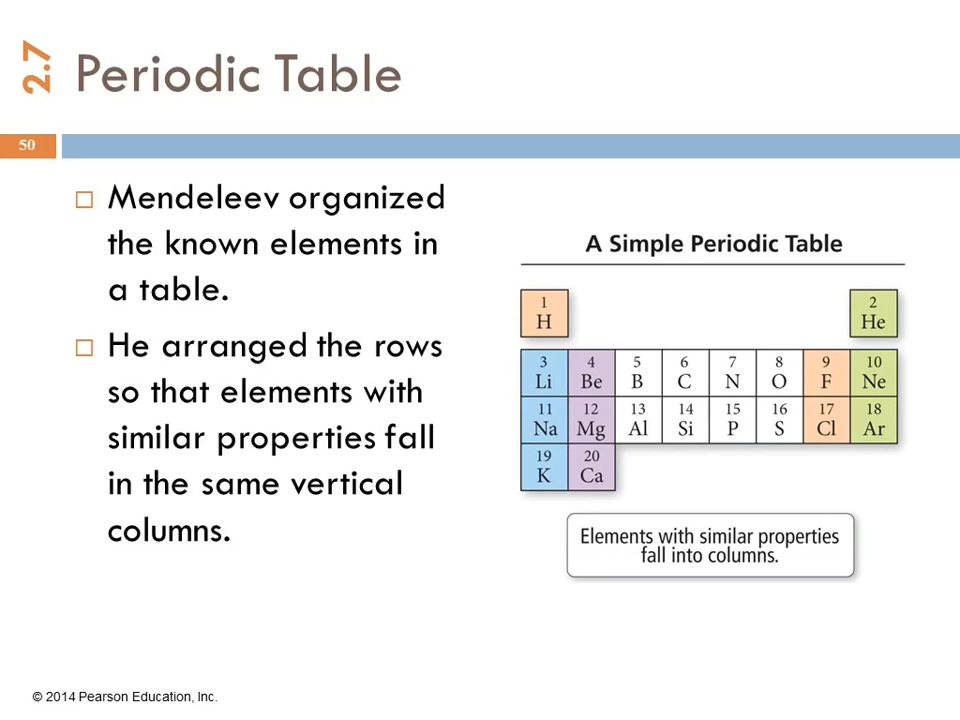 2.7
Periodic Table
50
Mendeleev organized
the known elements in
a table.
He arranged the rows
so that elements with
similar properties fall
in the same vertical
columns.
A Simple Periodic Table
1 2
H He
3 4 5 6 7 8 9 10
Li Be B C N O F Ne
11 12 13 14 15 16 17 18
Na Mg Al Si P S Cl Ar
19 20
K Ca
Elements with similar properties
fall into columns.
© 2014 Pearson Education, Inc.